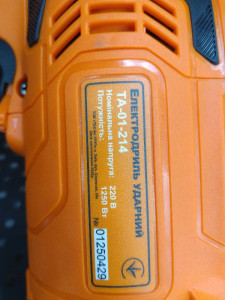 Електродриль ударний
ТА-01-214
Номінальна напруга: 220 В
Потужність: 1250 Вт
№ 01250429